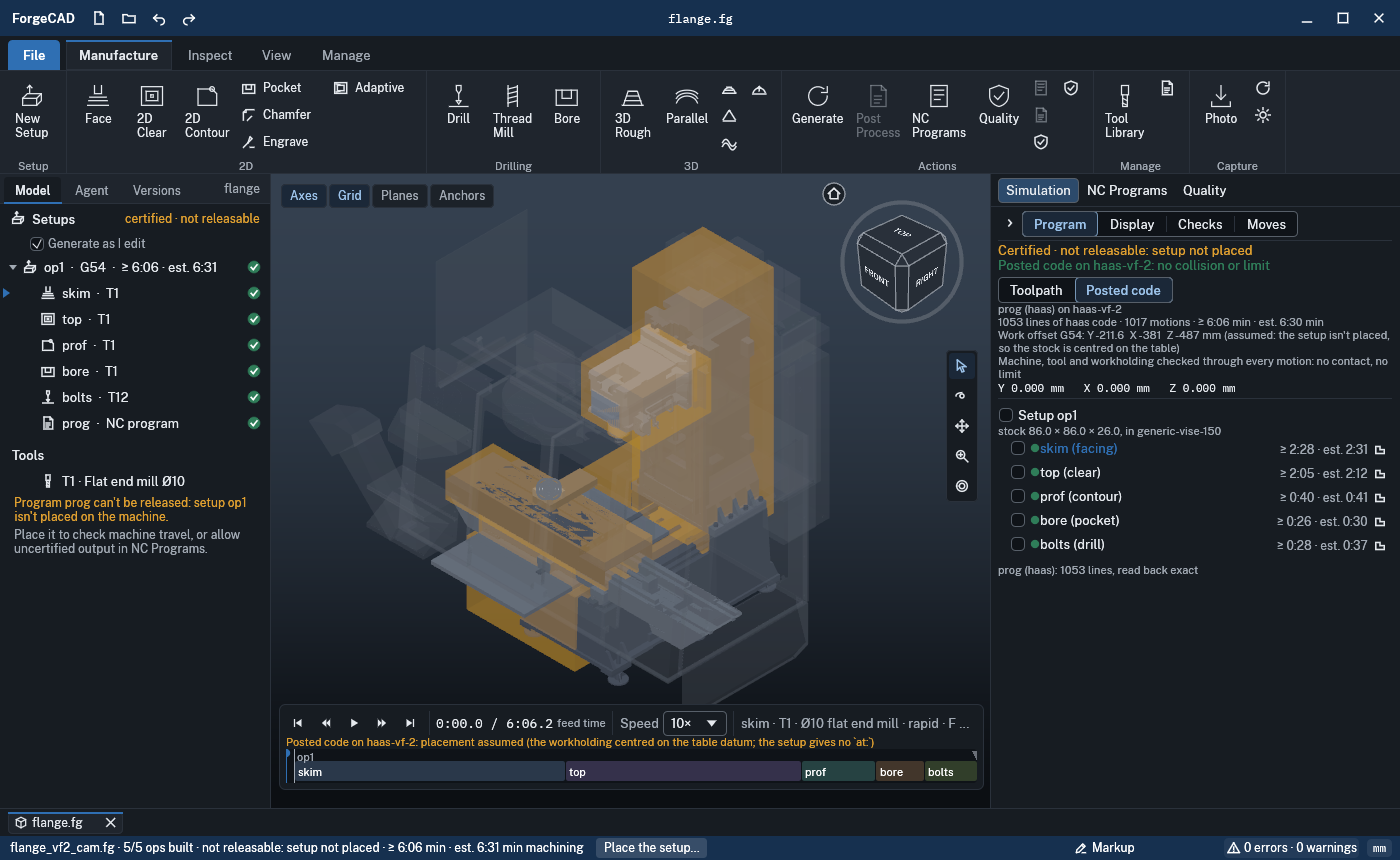 ForgeCAD
flange.fg
File
Manufacture
Inspect
View
Manage
New Setup
Face
2D Clear
2D Contour
Pocket
Chamfer
Engrave
Adaptive
Drill
Thread Mill
Bore
3D Rough
Parallel
Generate
Post Process
NC Programs
Quality
Tool Library
Photo
Setup
2D
Drilling
3D
Actions
Manage
Capture
Model
Agent
Versions
flange
Setups
certified · not releasable
Generate as I edit
op1 · G54 · ≥ 6:06 · est. 6:31
skim · T1
top · T1
prof · T1
bore · T1
bolts · T12
prog · NC program
Tools
T1 · Flat end mill Ø10
Program prog can't be released: setup op1
isn't placed on the machine.
Place it to check machine travel, or allow
uncertified output in NC Programs.
Axes
Grid
Planes
Anchors
TOP
FRONT
RIGHT
0:00.0 / 6:06.2 feed time
Speed
10×
skim · T1 · Ø10 flat end mill · rapid · F ...
Posted code on haas-vf-2: placement assumed (the workholding centred on the table datum; the setup gives no `at:`)
op1
skim
top
prof
bore
bolts
Simulation
NC Programs
Quality
Program
Display
Checks
Moves
Certified · not releasable: setup not placed
Posted code on haas-vf-2: no collision or limit
Toolpath
Posted code
prog (haas) on haas-vf-2
1053 lines of haas code · 1017 motions · ≥ 6:06 min · est. 6:30 min
Work offset G54: Y -211.6 X -381 Z -487 mm (assumed: the setup isn't placed,
so the stock is centred on the table)
Machine, tool and workholding checked through every motion: no contact, no
limit
Y 0.000 mm X 0.000 mm Z 0.000 mm
Setup op1
stock 86.0 × 86.0 × 26.0, in generic-vise-150
skim (facing)
≥ 2:28 · est. 2:31
top (clear)
≥ 2:05 · est. 2:12
prof (contour)
≥ 0:40 · est. 0:41
bore (pocket)
≥ 0:26 · est. 0:30
bolts (drill)
≥ 0:28 · est. 0:37
prog (haas): 1053 lines, read back exact
flange.fg
flange_vf2_cam.fg · 5/5 ops built · not releasable: setup not placed · ≥ 6:06 min · est. 6:31 min machining
Place the setup...
Markup
0 errors · 0 warnings
mm